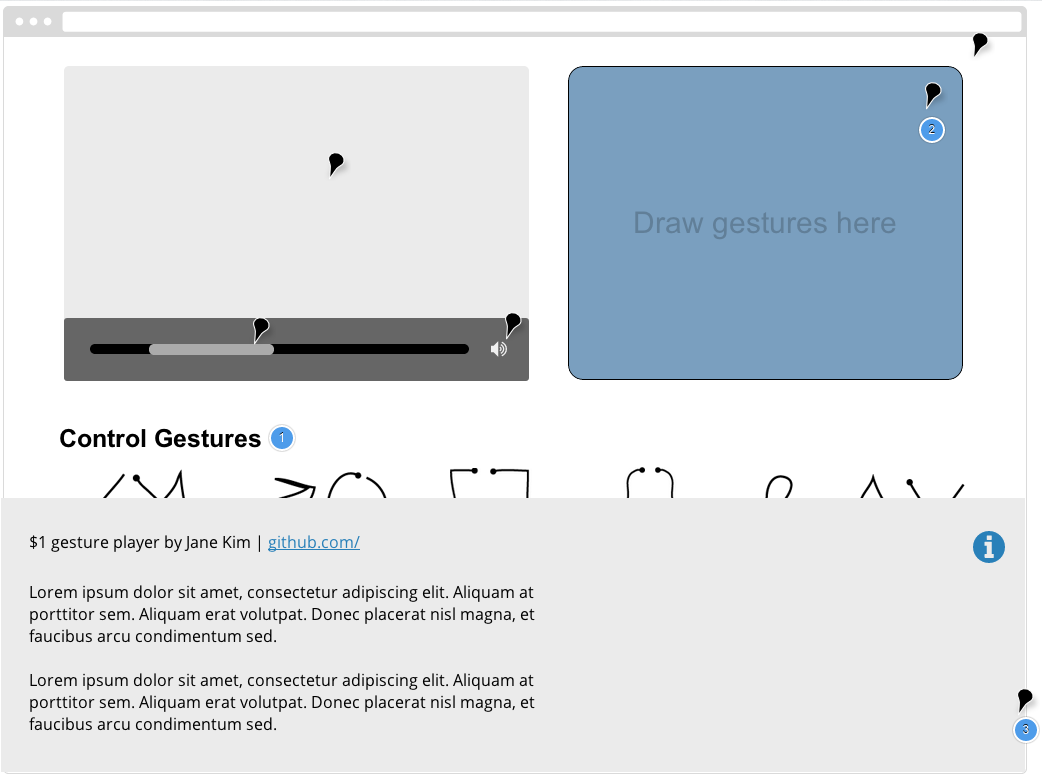 2
Draw gestures here
Control Gestures 1
$1 gesture player by Jane Kim | github.com/
Lorem ipsum dolor sit amet, consectetur adipiscing elit. Aliquam at
porttitor sem. Aliquam erat volutpat. Donec placerat nisl magna, et
faucibus arcu condimentum sed.
Lorem ipsum dolor sit amet, consectetur adipiscing elit. Aliquam at
porttitor sem. Aliquam erat volutpat. Donec placerat nisl magna, et
faucibus arcu condimentum sed.
3